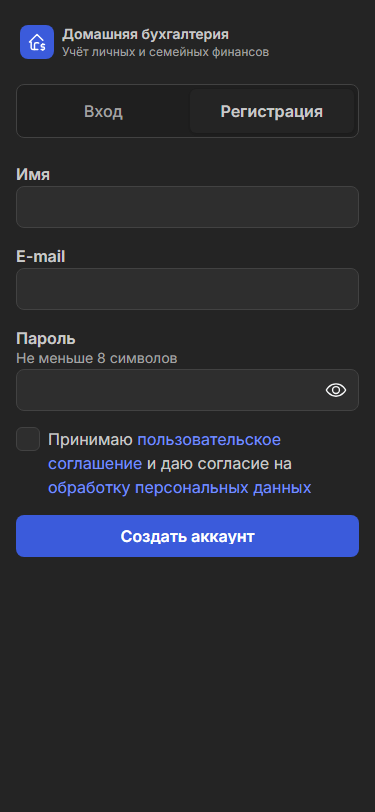 Домашняя бухгалтерия
Учёт личных и семейных финансов
Вход
Регистрация
Имя
E-mail
Пароль
Не меньше 8 символов
Принимаю пользовательское
соглашение и даю согласие на
обработку персональных данных
Создать аккаунт